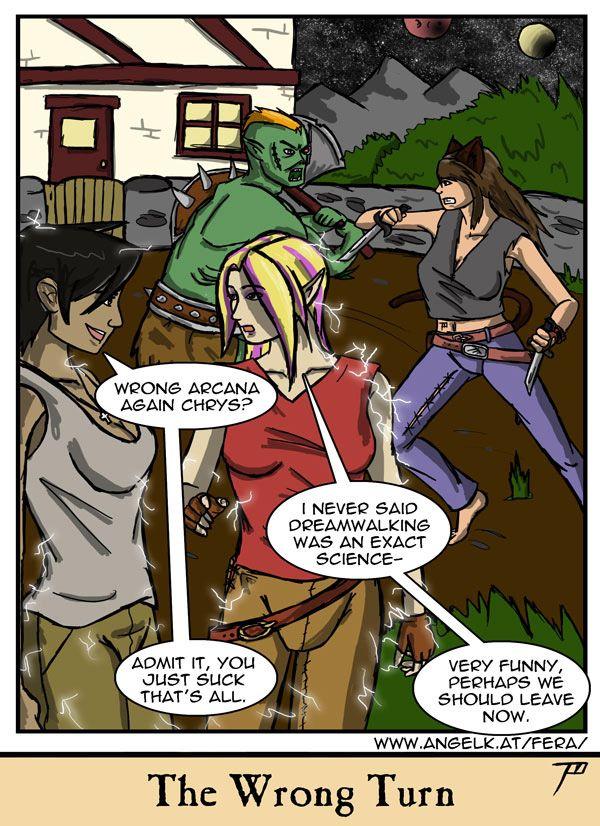 WRONG ARCANA
AGAIN CHRYS?
I NEVER SAID
DREAMWALKING
WAS AN EXACT
SCIENCE-
ADMIT IT, YOU
JUST SUCK
THAT'S ALL.
VERY FUNNY,
PERHAPS WE
SHOULD LEAVE
NOW.
WWW.ANGELK.AT/FERA/
The Wrong Turn